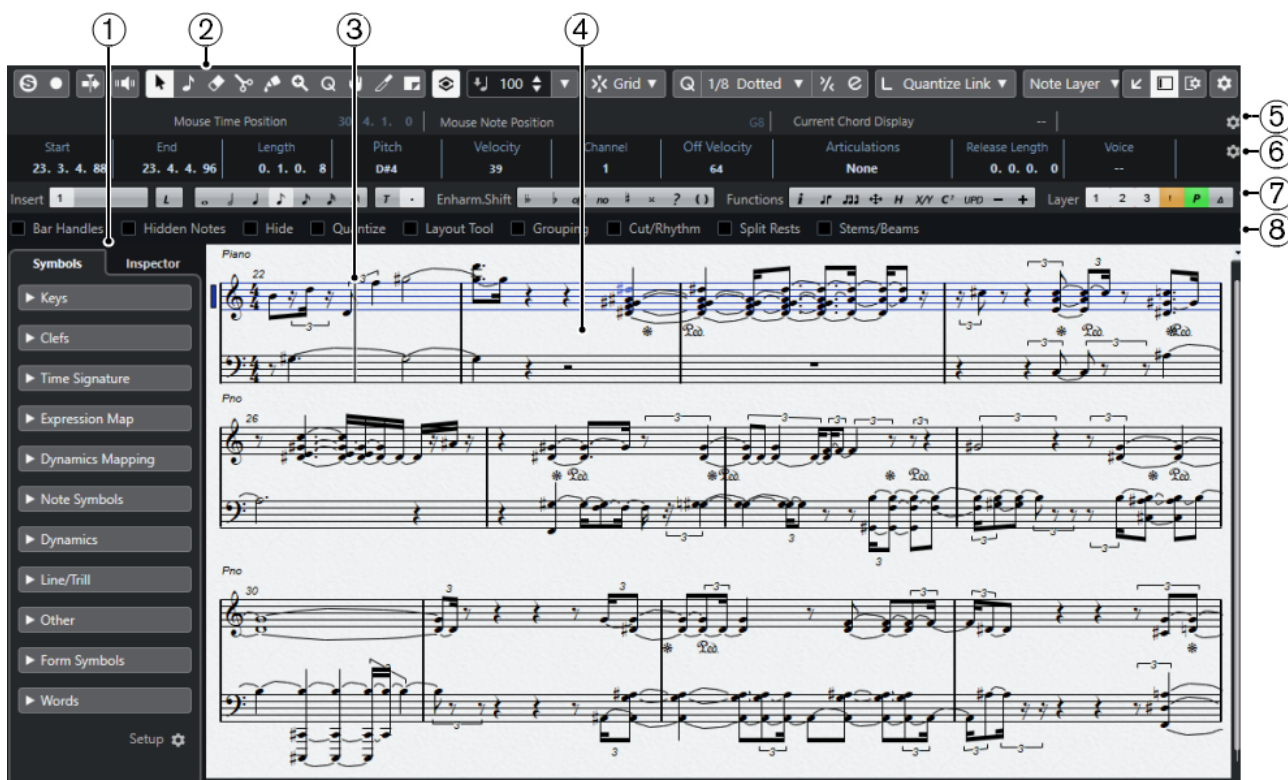 ① ② ③ ④
100 Grid Q 1/8 Dotted L Quantize Link Note Layer
Mouse Time Position 30. 4. 1. 0 Mouse Note Position G8 Current Chord Display -- ⑤
Start End Length Pitch Velocity Channel Off Velocity Articulations Release Length Voice ⑥
23. 3. 4. 88 23. 4. 4. 96 0. 1. 0. 8 D#4 39 1 64 None 0. 0. 0. 0 --
Insert 1 L T . Enharm.Shift no ? () Functions i H X/Y C7 UPD − + Layer 1 2 3 P ⑦
Bar Handles Hidden Notes Hide Quantize Layout Tool Grouping Cut/Rhythm Split Rests Stems/Beams ⑧
Symbols Inspector
Keys
Clefs
Time Signature
Expression Map
Dynamics Mapping
Note Symbols
Dynamics
Line/Trill
Other
Form Symbols
Words
Setup
Piano
22
Pno
26
Pno
30